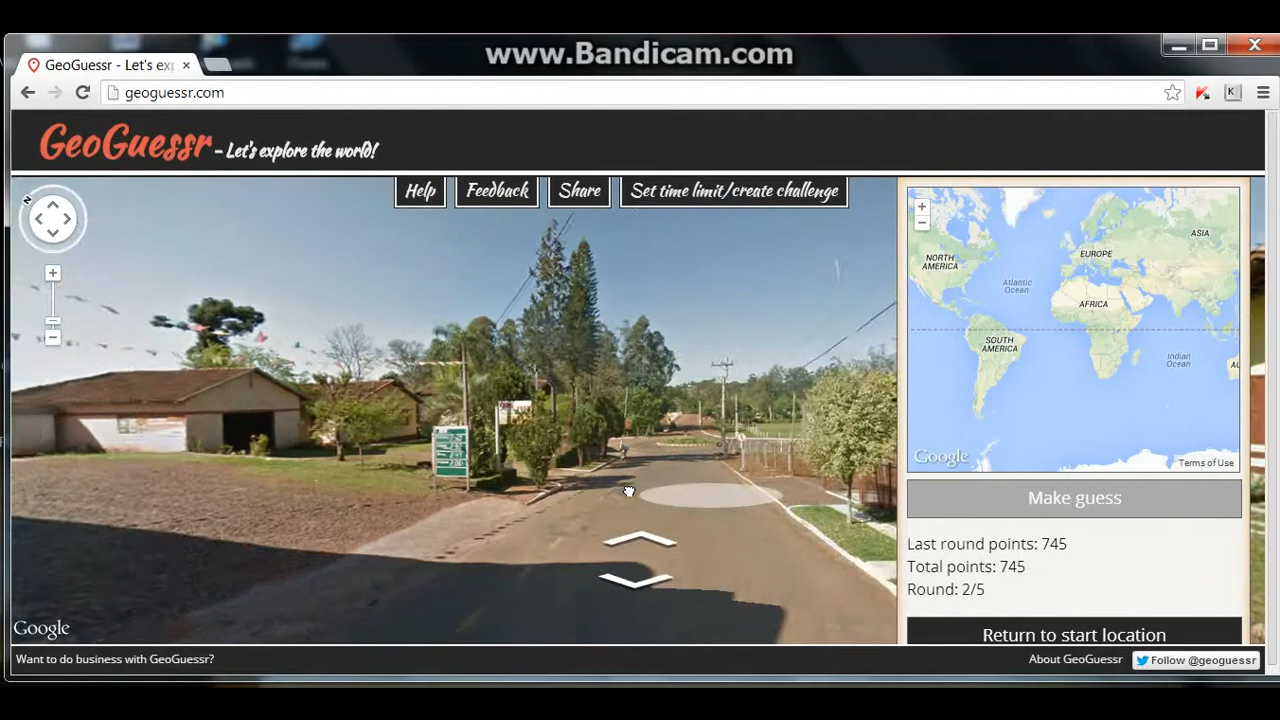 www.Bandicam.com
GeoGuessr - Let's exp
geoguessr.com
GeoGuessr - Let's explore the world!
Help
Feedback
Share
Set time limit/create challenge
N
NORTH AMERICA
Atlantic Ocean
EUROPE
ASIA
AFRICA
SOUTH AMERICA
Indian Ocean
AU
Google
Terms of Use
Make guess
Last round points: 745
Total points: 745
Round: 2/5
Return to start location
Google
Want to do business with GeoGuessr?
About GeoGuessr
Follow @geoguessr